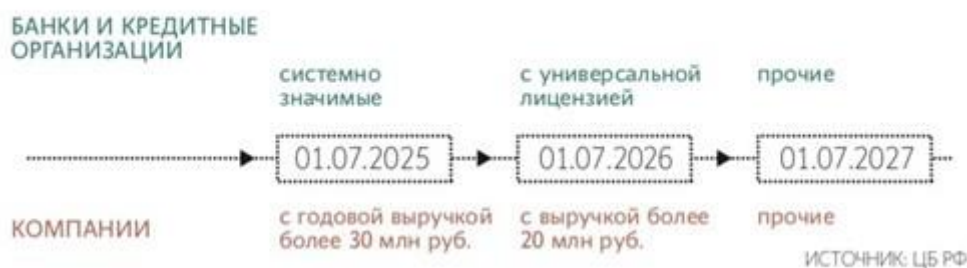 БАНКИ И КРЕДИТНЫЕ
ОРГАНИЗАЦИИ
системно
значимые
с универсальной
лицензией
прочие
01.07.2025
01.07.2026
01.07.2027
КОМПАНИИ
с годовой выручкой
более 30 млн руб.
с выручкой более
20 млн руб.
прочие
ИСТОЧНИК: ЦБ РФ